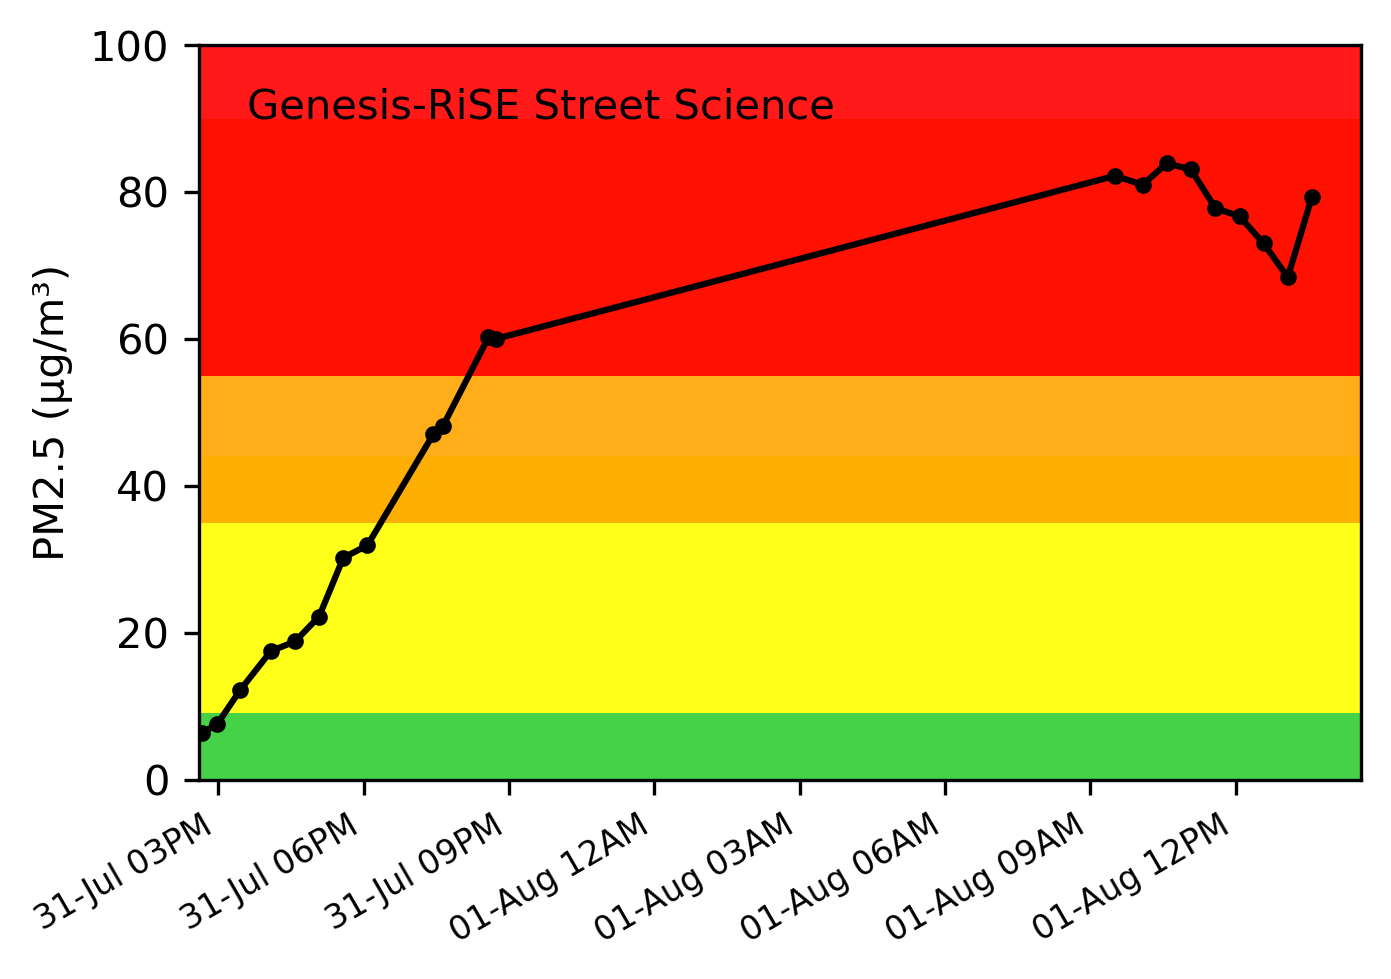 Genesis-RiSE Street Science
PM2.5 (µg/m³)
100
80
60
40
20
0
31-Jul 03PM
31-Jul 06PM
31-Jul 09PM
01-Aug 12AM
01-Aug 03AM
01-Aug 06AM
01-Aug 09AM
01-Aug 12PM